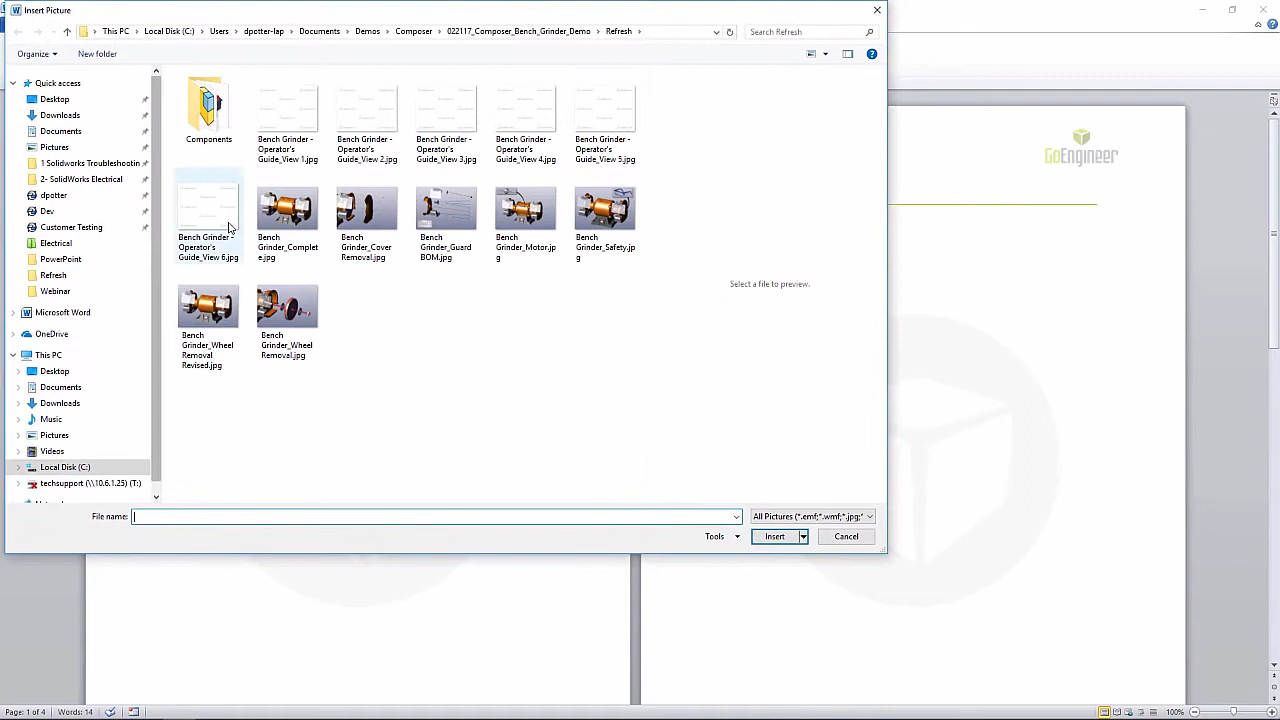 Insert Picture
This PC > Local Disk (C:) > Users > dpotter-lap > Documents > Demos > Composer > 022117_Composer_Bench_Grinder_Demo > Refresh >
Search Refresh
Organize
New folder
Quick access
Desktop
Downloads
Documents
Pictures
1 Solidworks Troubleshootin
2- SolidWorks Electrical
dpotter
Dev
Customer Testing
Electrical
PowerPoint
Refresh
Webinar
Microsoft Word
OneDrive
This PC
Desktop
Documents
Downloads
Music
Pictures
Videos
Local Disk (C:)
techsupport (\\10.6.1.25) (T:)
Components
Bench Grinder -
Operator's
Guide_View 1.jpg
Bench Grinder -
Operator's
Guide_View 2.jpg
Bench Grinder -
Operator's
Guide_View 3.jpg
Bench Grinder -
Operator's
Guide_View 4.jpg
Bench Grinder -
Operator's
Guide_View 5.jpg
Bench Grinder -
Operator's
Guide_View 6.jpg
Bench
Grinder_Complet
e.jpg
Bench
Grinder_Cover
Removal.jpg
Bench
Grinder_Guard
BOM.jpg
Bench
Grinder_Motor.jp
g
Bench
Grinder_Safety.jp
g
Bench
Grinder_Wheel
Removal
Revised.jpg
Bench
Grinder_Wheel
Removal.jpg
Select a file to preview.
File name:
All Pictures (*.emf;*.wmf;*.jpg;*
Tools
Insert
Cancel
GoEngineer
Page: 1 of 4
Words: 14
100%